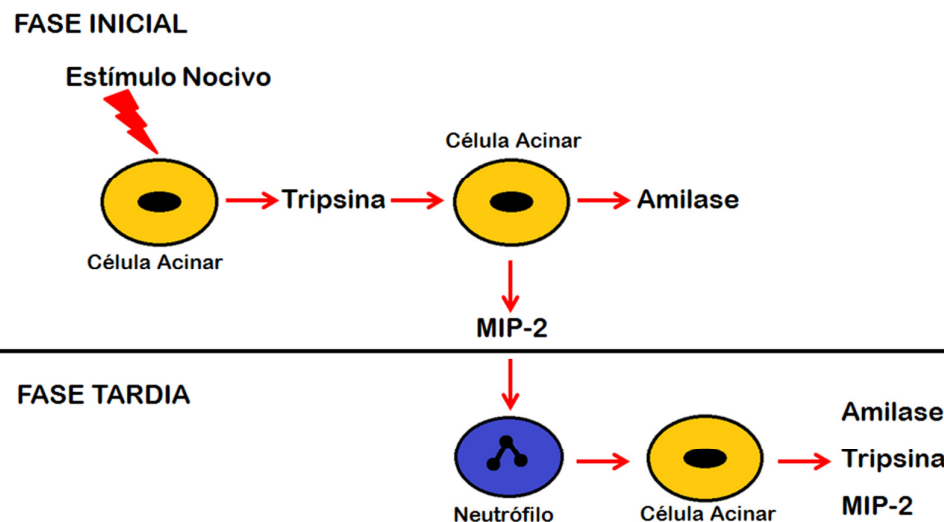 FASE INICIAL
Estímulo Nocivo
Célula Acinar
Tripsina
Célula Acinar
Amilase
MIP-2
FASE TARDIA
Neutrófilo
Célula Acinar
Amilase
Tripsina
MIP-2